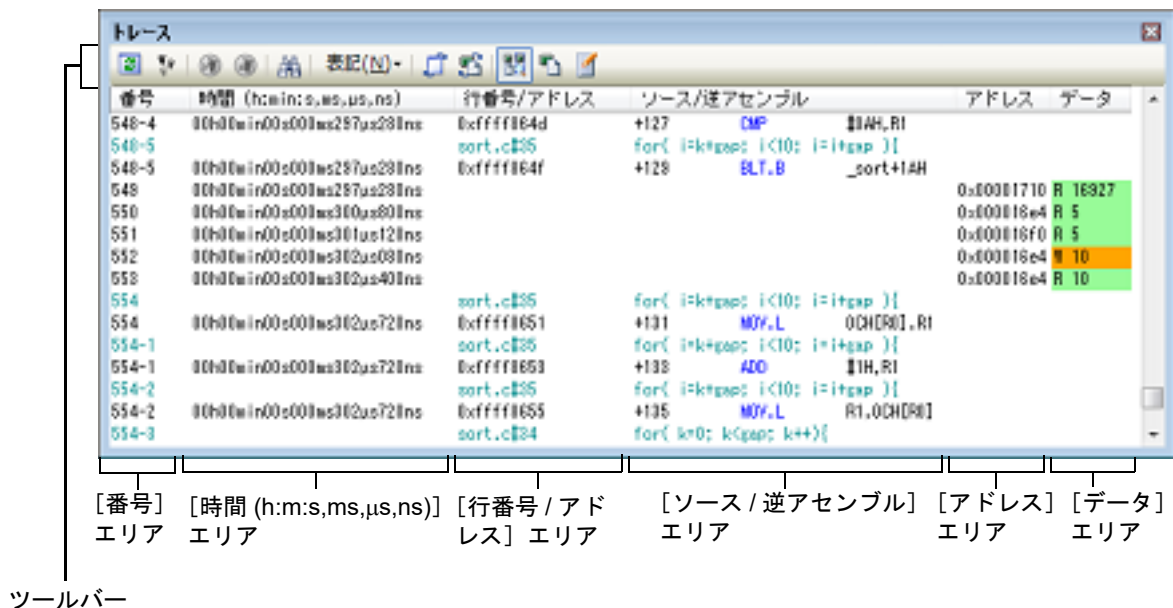 トレース
表記(N)
番号 時間 (h:min:s,ms,μs,ns) 行番号/アドレス ソース/逆アセンブル アドレス データ
548-4 00h00min00s000ms297μs280ns 0xffff864d +127 CMP #0AH,R1
548-5 sort.c#35 for( i=k+gap; i<10; i=i+gap ){
548-5 00h00min00s000ms297μs280ns 0xffff864f +129 BLT.B _sort+1AH
549 00h00min00s000ms297μs280ns 0x00001710 R 16827
550 00h00min00s000ms300μs800ns 0x000016e4 R 5
551 00h00min00s000ms301μs120ns 0x000016f0 R 5
552 00h00min00s000ms302μs080ns 0x000016e4 W 10
553 00h00min00s000ms302μs400ns 0x000016e4 R 10
554 sort.c#35 for( i=k+gap; i<10; i=i+gap ){
554 00h00min00s000ms302μs720ns 0xffff8651 +131 MOV.L 0CH[R0],R1
554-1 sort.c#35 for( i=k+gap; i<10; i=i+gap ){
554-1 00h00min00s000ms302μs720ns 0xffff8653 +133 ADD #1H,R1
554-2 sort.c#35 for( i=k+gap; i<10; i=i+gap ){
554-2 00h00min00s000ms302μs720ns 0xffff8655 +135 MOV.L R1,0CH[R0]
554-3 sort.c#34 for( k=0; k<gap; k++){
［番号］エリア
［時間 (h:m:s,ms,μs,ns)］エリア
［行番号 / アドレス］エリア
［ソース / 逆アセンブル］エリア
［アドレス］エリア
［データ］エリア
ツールバー